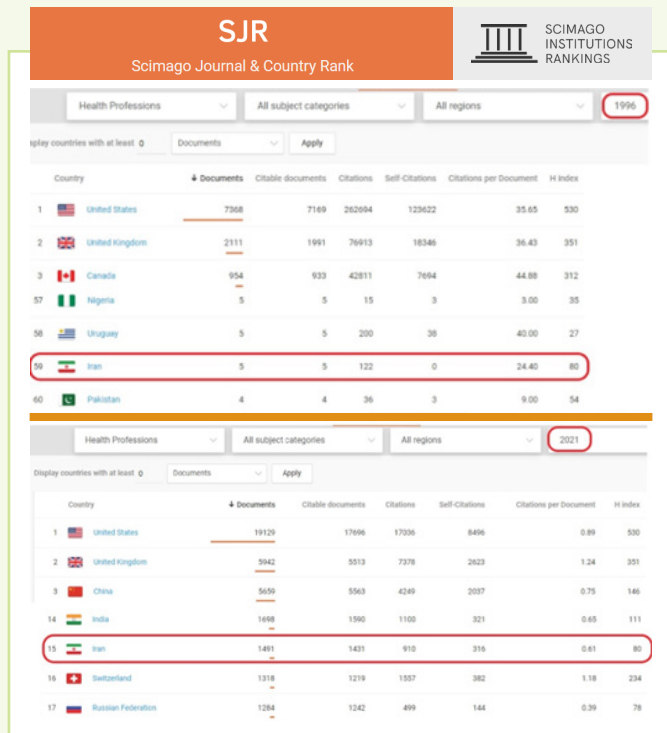 SJR
Scimago Journal & Country Rank
SCIMAGO
INSTITUTIONS
RANKINGS
Health Professions All subject categories All regions 1996
splay countries with at least 0 Documents Apply
Country Documents Citable documents Citations Self-Citations Citations per Document H index
1 United States 7368 7169 262694 123622 35.65 530
2 United Kingdom 2111 1991 76913 18346 36.43 351
3 Canada 954 933 42811 7694 44.88 312
57 Nigeria 5 5 15 3 3.00 35
58 Uruguay 5 5 200 38 40.00 27
59 Iran 5 5 122 0 24.40 80
60 Pakistan 4 4 36 3 9.00 54
Health Professions All subject categories All regions 2021
Display countries with at least 0 Documents Apply
Country Documents Citable documents Citations Self-Citations Citations per Document H index
1 United States 19129 17696 17036 8496 0.89 530
2 United Kingdom 5942 5513 7378 2623 1.24 351
3 China 5659 5563 4249 2037 0.75 146
14 India 1698 1590 1100 321 0.65 111
15 Iran 1491 1431 910 316 0.61 80
16 Switzerland 1318 1219 1557 382 1.18 234
17 Russian Federation 1284 1242 499 144 0.39 78